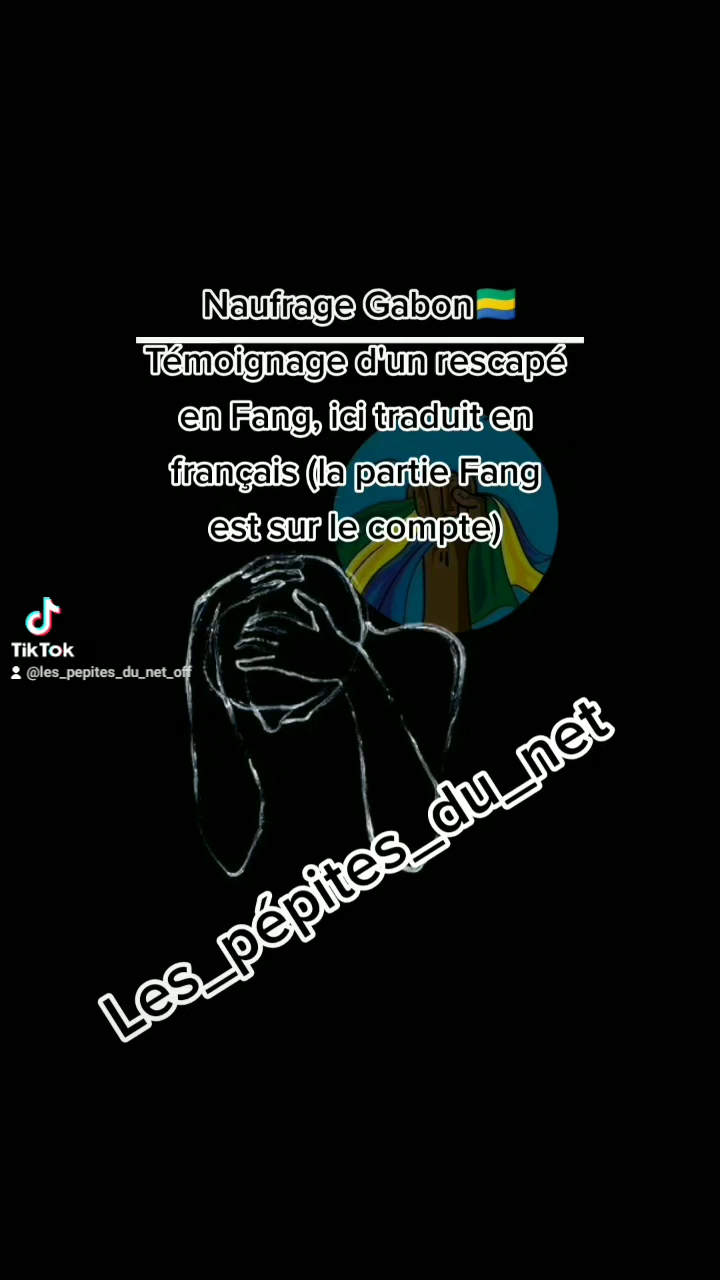 Naufrage Gabon🇬🇦
Témoignage d'un rescapé
en Fang, ici traduit en
français (la partie Fang
est sur le compte)
TikTok
@les_pepites_du_net_off
Les_pépites_du_net